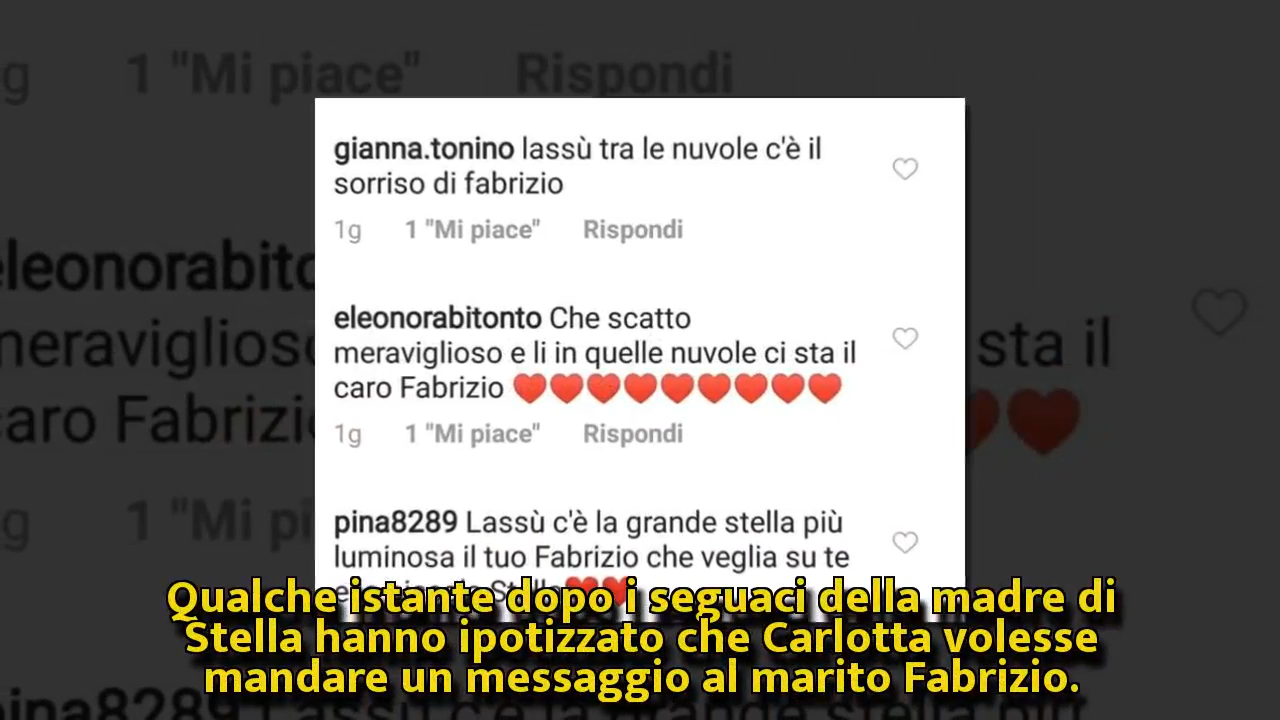 g 1 "Mi piace" Rispondi
gianna.tonino lassù tra le nuvole c'è il
sorriso di fabrizio
1g 1 "Mi piace" Rispondi
eleonorabitonto Che scatto
meraviglioso e li in quelle nuvole ci sta il
caro Fabrizio ❤️❤️❤️❤️❤️❤️❤️❤️❤️
1g 1 "Mi piace" Rispondi
pina8289 Lassù c'è la grande stella più
luminosa il tuo Fabrizio che veglia su te
Qualche istante dopo i seguaci della madre di
Stella hanno ipotizzato che Carlotta volesse
mandare un messaggio al marito Fabrizio.